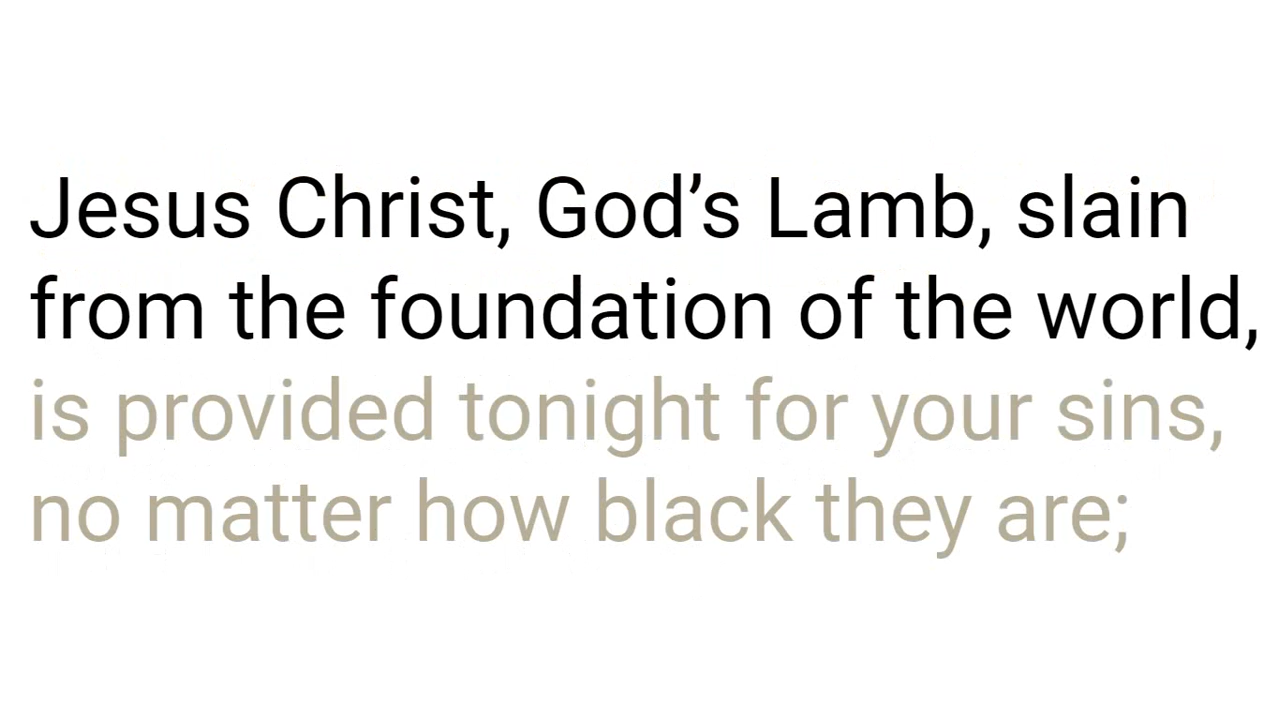 Jesus Christ, God’s Lamb, slain
from the foundation of the world,
is provided tonight for your sins,
no matter how black they are;